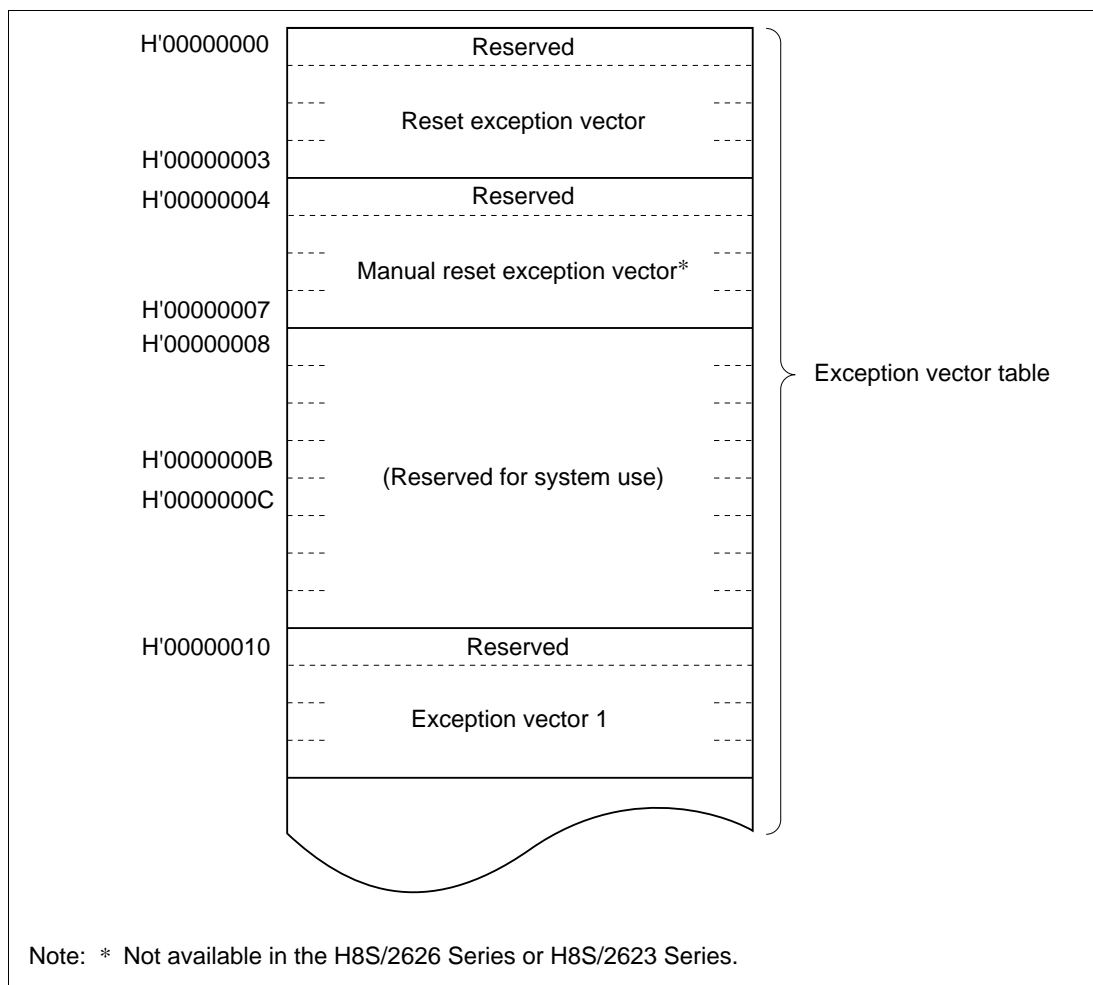 H'00000000
Reserved
Reset exception vector
H'00000003
H'00000004
Reserved
Manual reset exception vector*
H'00000007
H'00000008
Exception vector table
H'0000000B
(Reserved for system use)
H'0000000C
H'00000010
Reserved
Exception vector 1
Note: * Not available in the H8S/2626 Series or H8S/2623 Series.